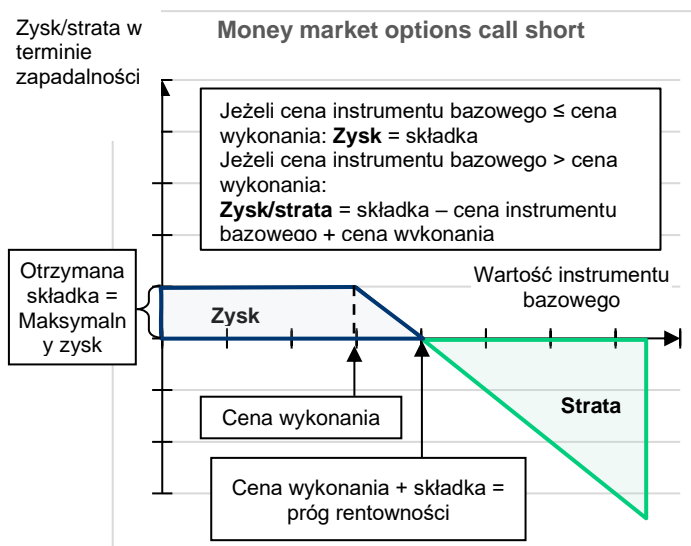 Zysk/strata w
terminie
zapadalności
Money market options call short
Jeżeli cena instrumentu bazowego ≤ cena
wykonania: Zysk = składka
Jeżeli cena instrumentu bazowego > cena
wykonania:
Zysk/strata = składka – cena instrumentu
bazowego + cena wykonania
Otrzymana
składka =
Maksymaln
y zysk
Wartość instrumentu
bazowego
Zysk
Cena wykonania
Strata
Cena wykonania + składka =
próg rentowności